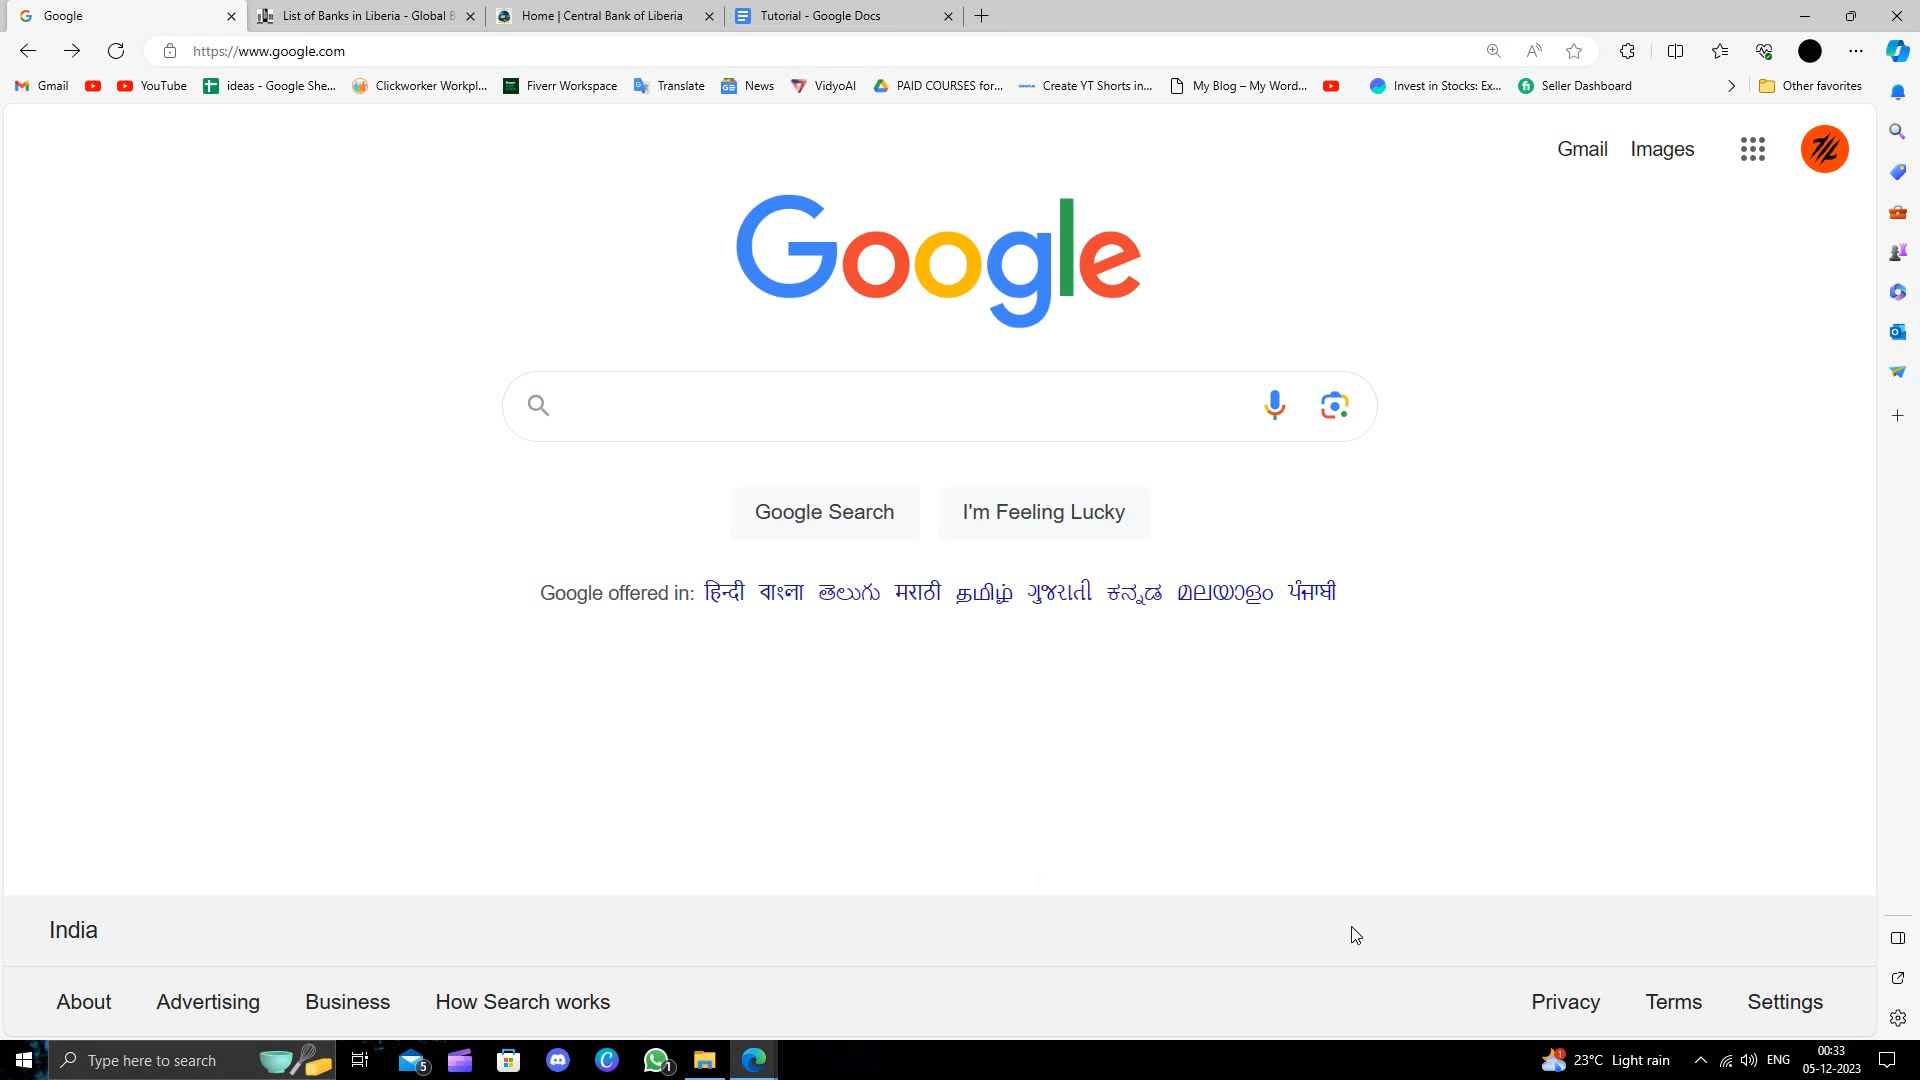 Google
List of Banks in Liberia - Global B
Home | Central Bank of Liberia
Tutorial - Google Docs
https://www.google.com
Gmail
YouTube
ideas - Google She...
Clickworker Workpl...
Fiverr Workspace
Translate
News
VidyoAI
PAID COURSES for...
Create YT Shorts in...
My Blog – My Word...
Invest in Stocks: Ex...
Seller Dashboard
Other favorites
Gmail Images
Google
Google Search
I'm Feeling Lucky
Google offered in: हिन्दी বাংলা తెలుగు मराठी தமிழ் ગુજરાતી ಕನ್ನಡ മലയാളം ਪੰਜਾਬੀ
India
About Advertising Business How Search works
Privacy Terms Settings
Type here to search
5
1
1
23°C Light rain
ENG
00:33
05-12-2023